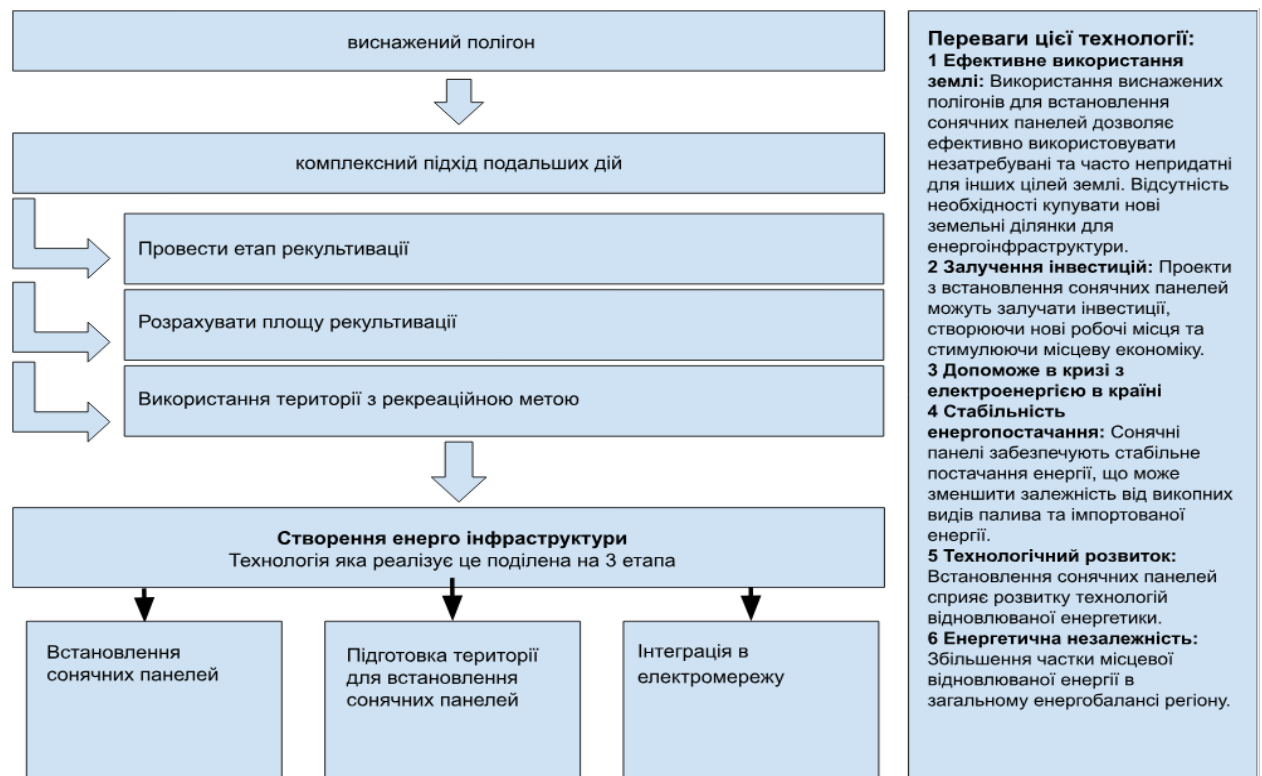 виснажений полігон
комплексний підхід подальших дій
Провести етап рекультивації
Розрахувати площу рекультивації
Використання території з рекреаційною метою
Створення енерго інфраструктури
Технологія яка реалізує це поділена на 3 етапа
Встановлення
сонячних панелей
Підготовка території
для встановлення
сонячних панелей
Інтеграція в
електромережу
Переваги цієї технології:
1 Ефективне використання
землі: Використання виснажених
полігонів для встановлення
сонячних панелей дозволяє
ефективно використовувати
незатребувані та часто непридатні
для інших цілей землі. Відсутність
необхідності купувати нові
земельні ділянки для
енергоінфраструктури.
2 Залучення інвестицій: Проекти
з встановлення сонячних панелей
можуть залучати інвестиції,
створюючи нові робочі місця та
стимулюючи місцеву економіку.
3 Допоможе в кризі з
електроенергією в країні
4 Стабільність
енергопостачання: Сонячні
панелі забезпечують стабільне
постачання енергії, що може
зменшити залежність від викопних
видів палива та імпортованої
енергії.
5 Технологічний розвиток:
Встановлення сонячних панелей
сприяє розвитку технологій
відновлюваної енергетики.
6 Енергетична незалежність:
Збільшення частки місцевої
відновлюваної енергії в
загальному енергобалансі регіону.